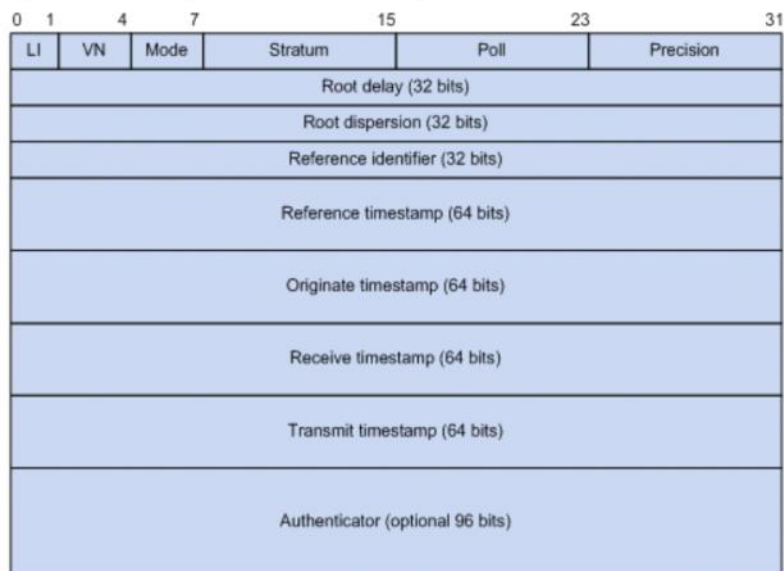 0 1 4 7 15 23 31
LI VN Mode Stratum Poll Precision
Root delay (32 bits)
Root dispersion (32 bits)
Reference identifier (32 bits)
Reference timestamp (64 bits)
Originate timestamp (64 bits)
Receive timestamp (64 bits)
Transmit timestamp (64 bits)
Authenticator (optional 96 bits)